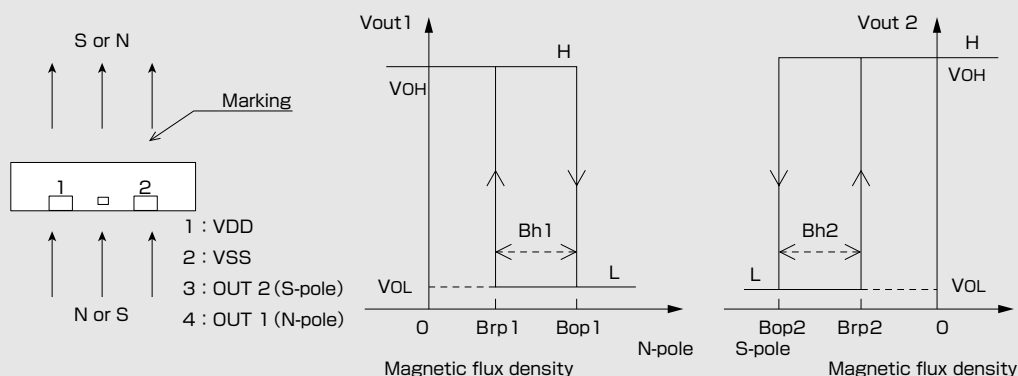 S or N
Marking
1
2
N or S
1 : VDD
2 : VSS
3 : OUT 2 (S-pole)
4 : OUT 1 (N-pole)
Vout1
H
VOH
Bh1
L
VOL
O
Brp1
Bop1
N-pole
Magnetic flux density
Vout 2
H
VOH
Bh2
L
VOL
Bop2
Brp2
O
S-pole
Magnetic flux density